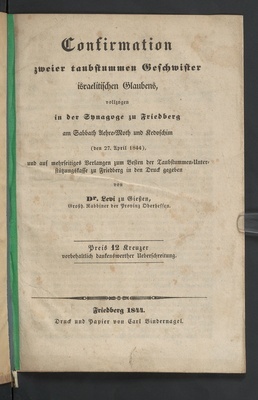 Confirmation
zweier taubstummen Geschwister
israelitischen Glaubens,
vollzogen
in der Synagoge zu Friedberg
am Sabbath Achre-Moth und Kedoschim
(den 27. April 1844),
und auf mehrseitiges Verlangen zum Besten der Taubstummen-Unter-
stützungskasse zu Friedberg in den Druck gegeben
von
Dr. Levi zu Gießen,
Großh. Rabbiner der Provinz Oberhessen.
Preis 12 Kreuzer
vorbehaltlich dankenswerther Ueberschreitung.
Friedberg 1844.
Druck und Papier von Carl Bindernagel.